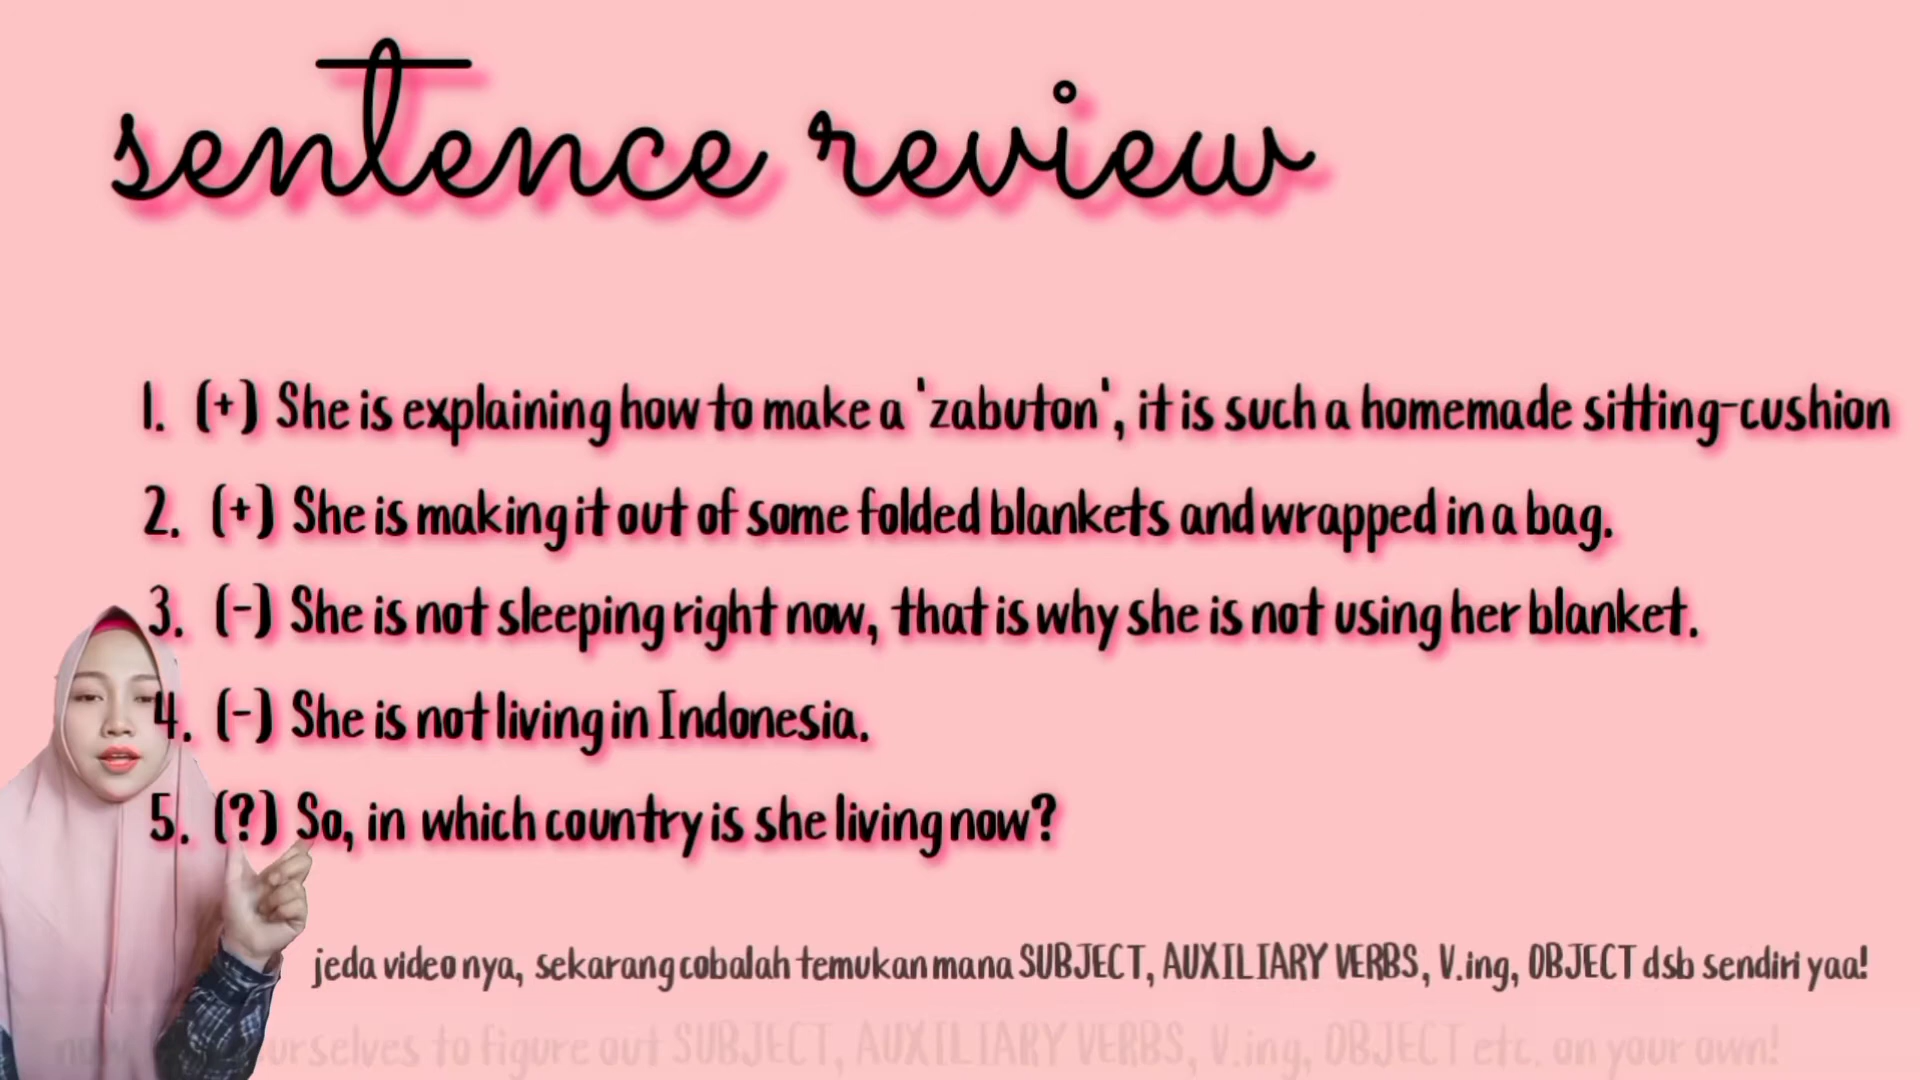 sentence review
1. (+) She is explaining how to make a 'zabuton', it is such a homemade sitting-cushion
2. (+) She is making it out of some folded blankets and wrapped in a bag.
3. (-) She is not sleeping right now, that is why she is not using her blanket.
4. (-) She is not living in Indonesia.
5. (?) So, in which country is she living now?
jeda video nya, sekarang cobalah temukan mana SUBJECT, AUXILIARY VERBS, V.ing, OBJECT dsb sendiri yaa!
to figure out SUBJECT, AUXILIARY VERBS, V.ing, OBJECT etc. on your own!